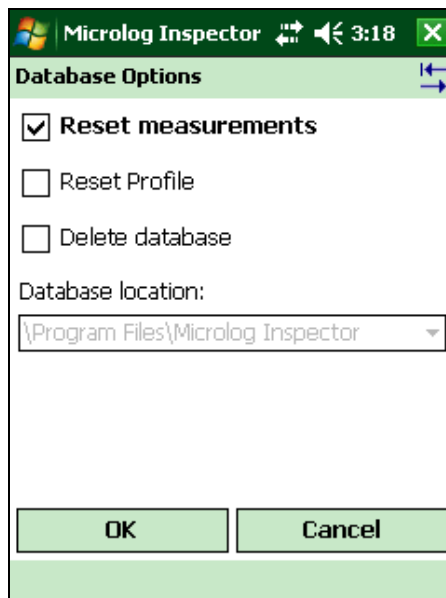 Microlog Inspector 3:18
Database Options
Reset measurements
Reset Profile
Delete database
Database location:
\Program Files\Microlog Inspector
OK Cancel